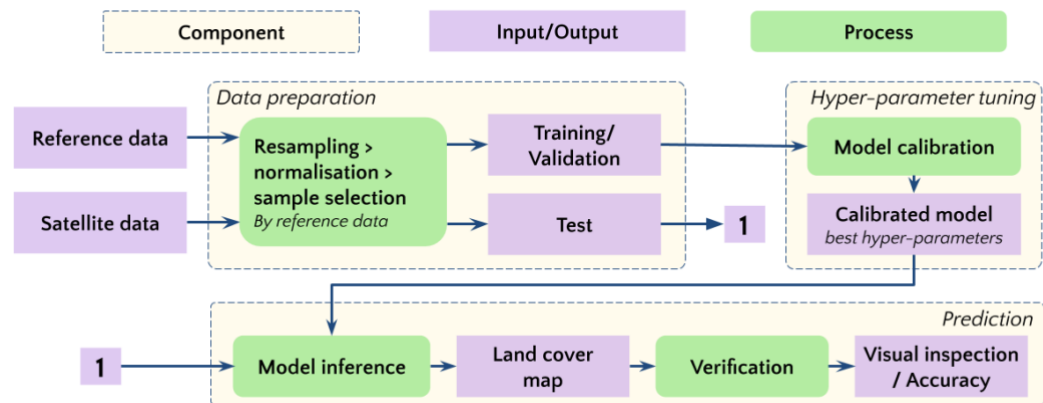 Component
Input/Output
Process
Data preparation
Hyper-parameter tuning
Reference data
Satellite data
Resampling >
normalisation >
sample selection
By reference data
Training/
Validation
Test
1
Model calibration
Calibrated model
best hyper-parameters
Prediction
1
Model inference
Land cover
map
Verification
Visual inspection
/ Accuracy